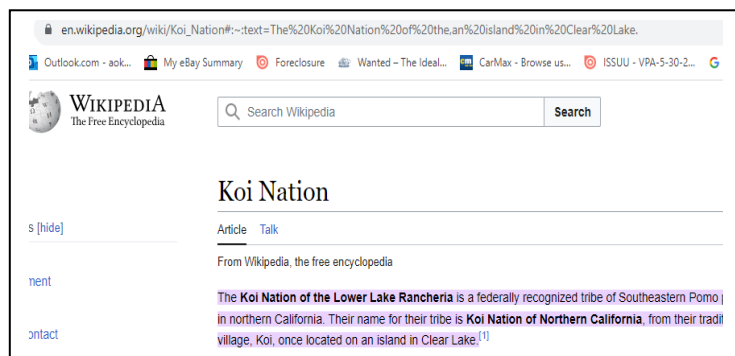 en.wikipedia.org/wiki/Koi_Nation#:~:text=The%20Koi%20Nation%20of%20the,an%20island%20in%20Clear%20Lake.
Outlook.com - aok... My eBay Summary Foreclosure Wanted – The Ideal... CarMax - Browse us... ISSUU - VPA-5-30-2...
WIKIPEDIA
The Free Encyclopedia
Search Wikipedia Search
Koi Nation
s [hide]
Article Talk
From Wikipedia, the free encyclopedia
ment
The Koi Nation of the Lower Lake Rancheria is a federally recognized tribe of Southeastern Pomo p
in northern California. Their name for their tribe is Koi Nation of Northern California, from their tradit
ontact
village, Koi, once located on an island in Clear Lake.[1]